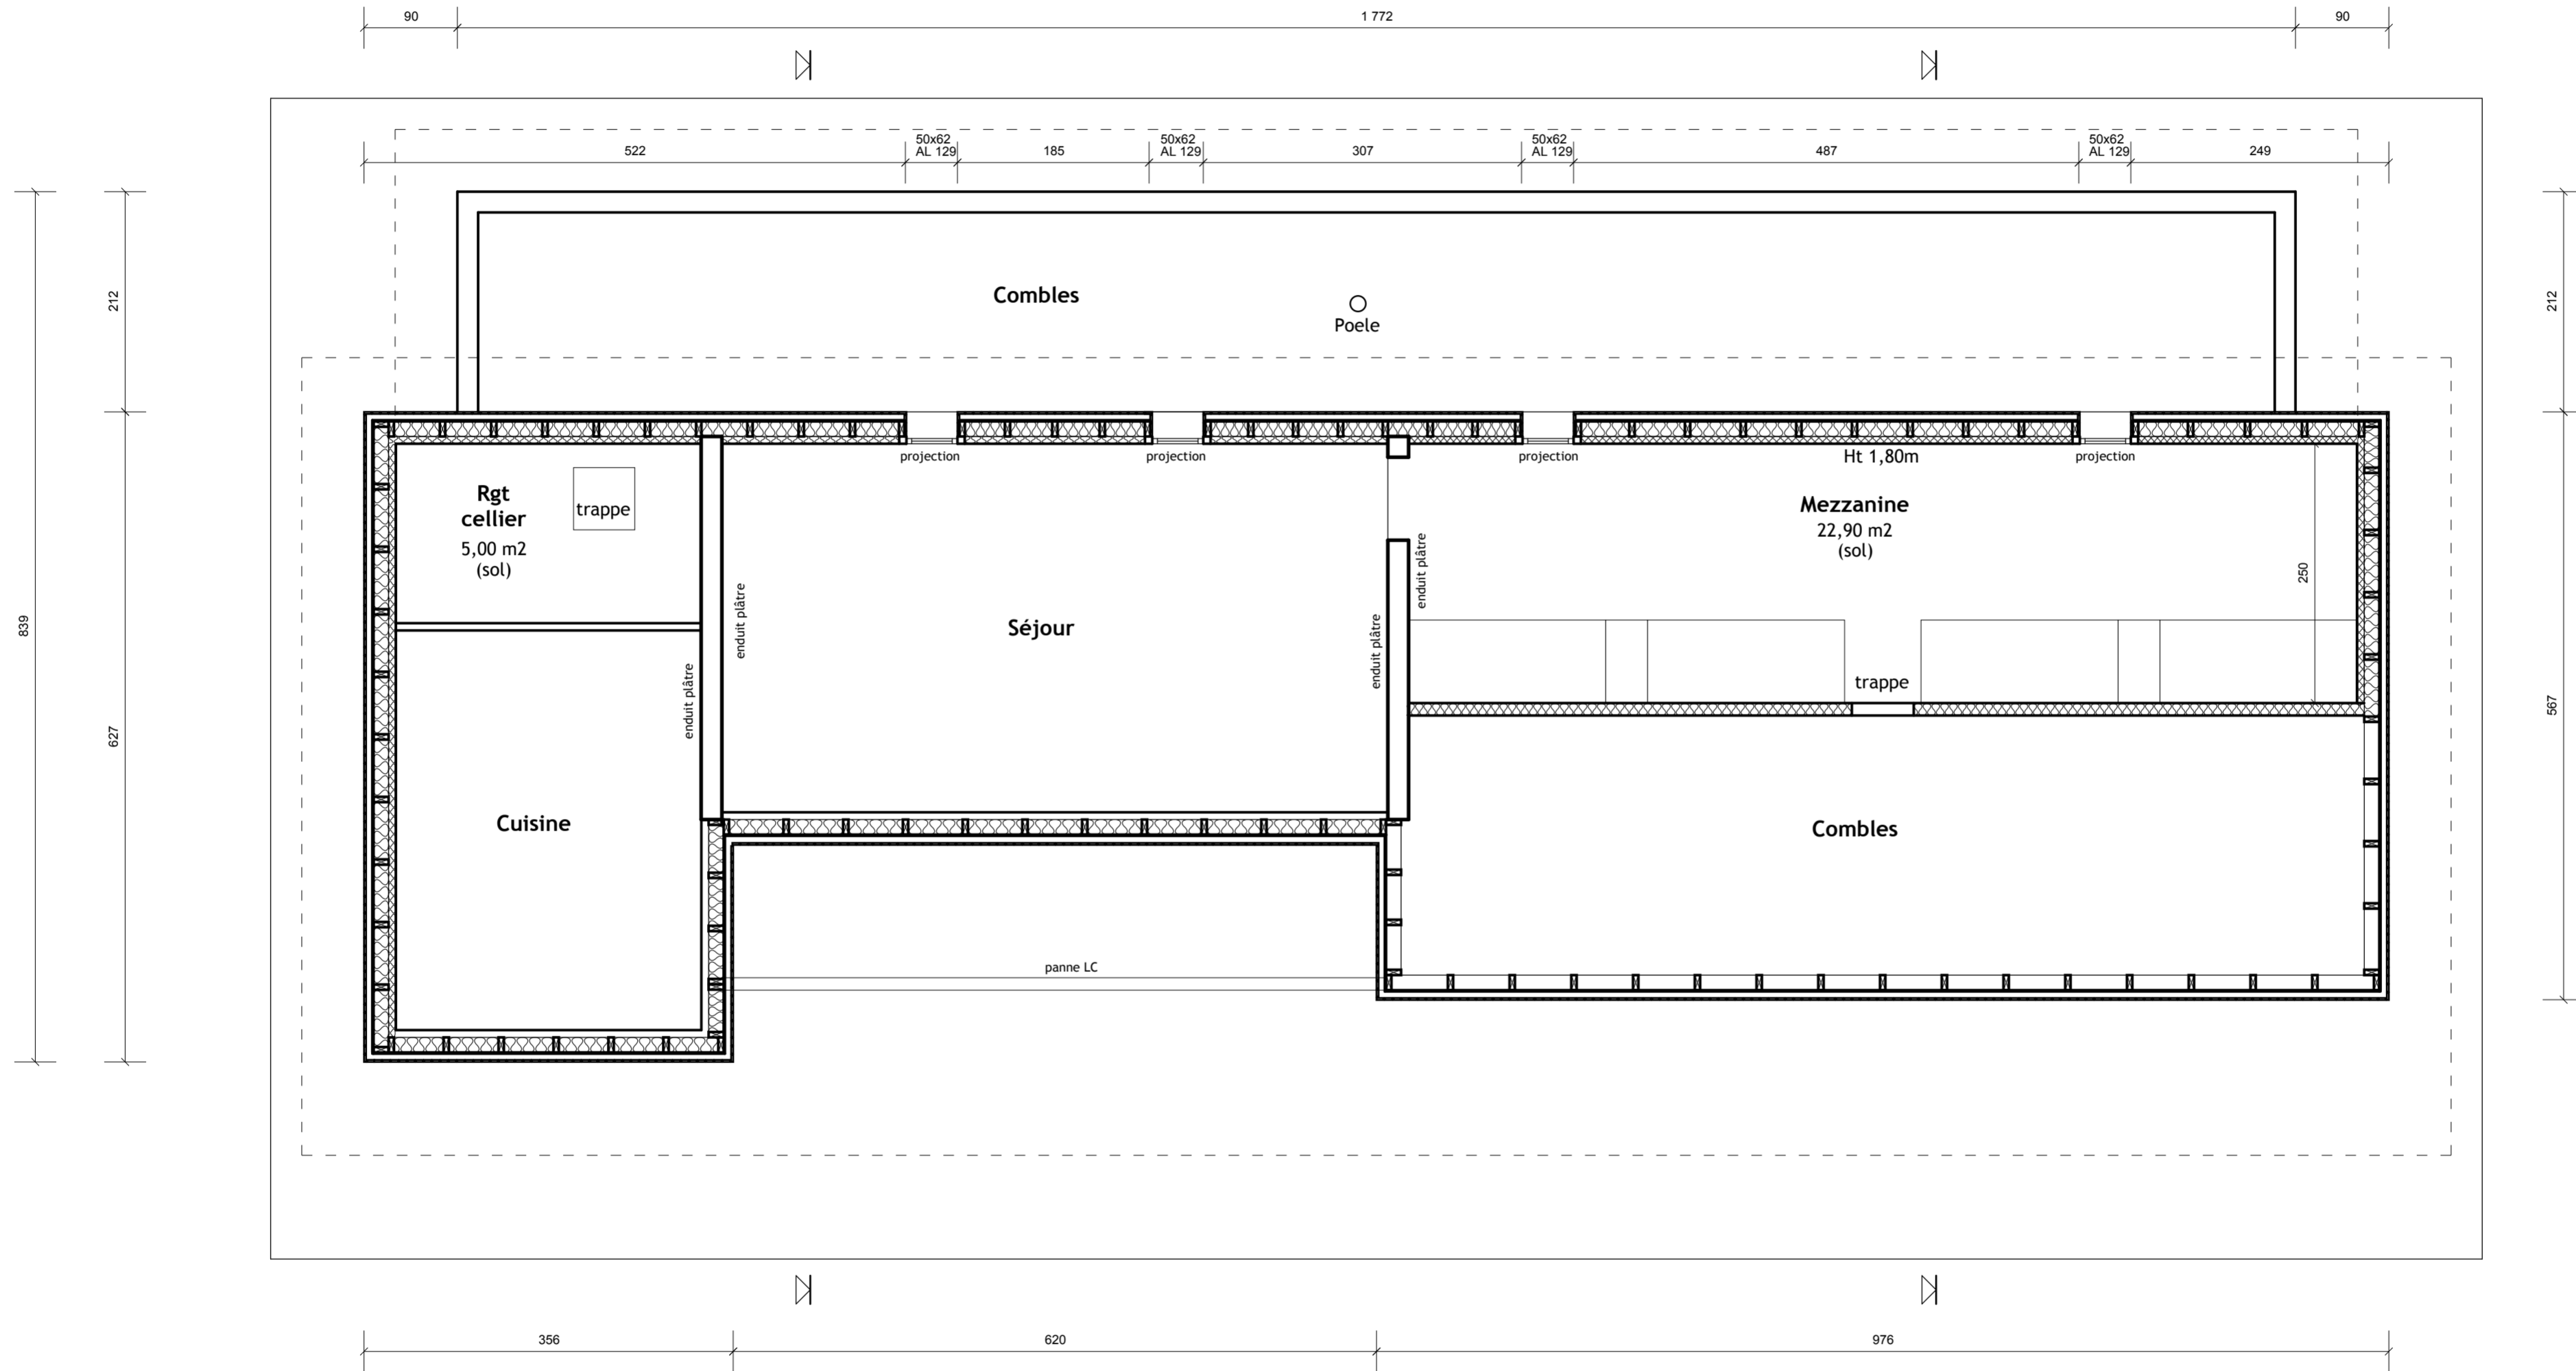 90
1 772
90
50x62
AL 129
50x62
AL 129
50x62
AL 129
50x62
AL 129
522
185
307
487
249
212
839
627
212
567
Combles
Poele
projection
projection
projection
projection
Ht 1,80m
Rgt
cellier
5,00 m2
(sol)
trappe
Mezzanine
22,90 m2
(sol)
250
enduit plâtre
enduit plâtre
enduit plâtre
enduit plâtre
Séjour
trappe
Cuisine
Combles
panne LC
356
620
976